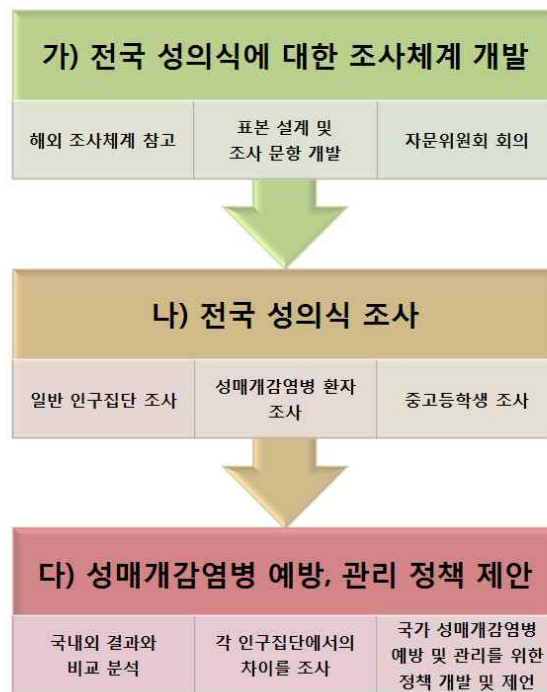 가) 전국 성의식에 대한 조사체계 개발
해외 조사체계 참고
표본 설계 및
조사 문항 개발
자문위원회 회의
나) 전국 성의식 조사
일반 인구집단 조사
성매개감염병 환자
조사
중고등학생 조사
다) 성매개감염병 예방, 관리 정책 제안
국내외 결과와
비교 분석
각 인구집단에서의
차이를 조사
국가 성매개감염병
예방 및 관리를 위한
정책 개발 및 제언